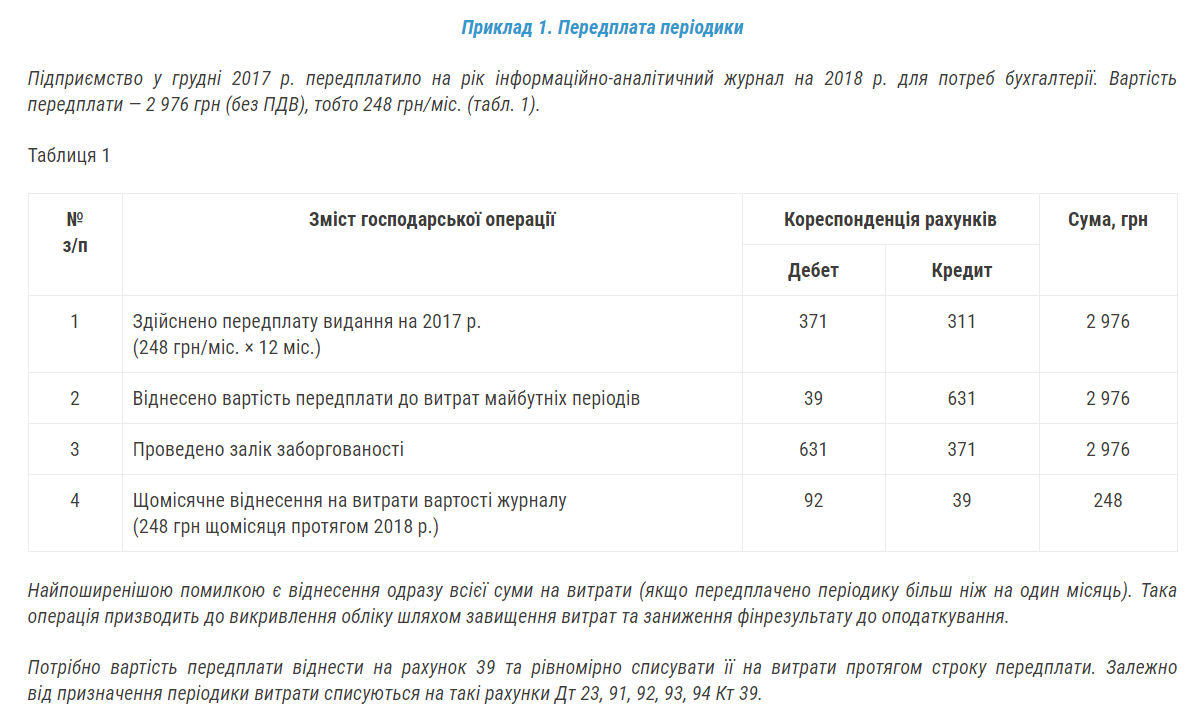 Приклад 1. Передплата періодики
Підприємство у грудні 2017 р. передплатило на рік інформаційно-аналітичний журнал на 2018 р. для потреб бухгалтерії. Вартість
передплати — 2 976 грн (без ПДВ), тобто 248 грн/міс. (табл. 1).
Таблиця 1
№
з/п
Зміст господарської операції
Кореспонденція рахунків
Сума, грн
Дебет
Кредит
1
Здійснено передплату видання на 2017 р.
(248 грн/міс. × 12 міс.)
371
311
2 976
2
Віднесено вартість передплати до витрат майбутніх періодів
39
631
2 976
3
Проведено залік заборгованості
631
371
2 976
4
Щомісячне віднесення на витрати вартості журналу
(248 грн щомісяця протягом 2018 р.)
92
39
248
Найпоширенішою помилкою є віднесення одразу всієї суми на витрати (якщо передплачено періодику більш ніж на один місяць). Така
операція призводить до викривлення обліку шляхом завищення витрат та заниження фінрезультату до оподаткування.
Потрібно вартість передплати віднести на рахунок 39 та рівномірно списувати її на витрати протягом строку передплати. Залежно
від призначення періодики витрати списуються на такі рахунки Дт 23, 91, 92, 93, 94 Кт 39.